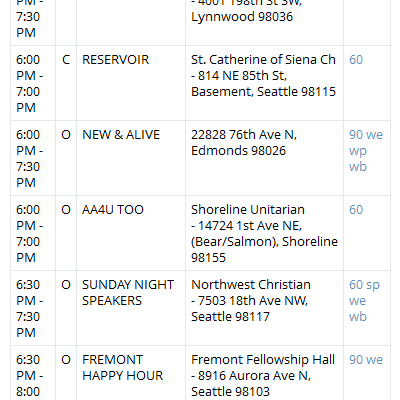 PM -
7:30
PM
- 4001 198th St SW,
Lynnwood 98036
6:00
PM -
7:00
PM
C
RESERVOIR
St. Catherine of Siena Ch
- 814 NE 85th St,
Basement, Seattle 98115
60
6:00
PM -
7:30
PM
O
NEW & ALIVE
22828 76th Ave N,
Edmonds 98026
90 we
wp
wb
6:00
PM -
7:00
PM
O
AA4U TOO
Shoreline Unitarian
- 14724 1st Ave NE,
(Bear/Salmon), Shoreline
98155
60
6:30
PM -
7:30
PM
O
SUNDAY NIGHT
SPEAKERS
Northwest Christian
- 7503 18th Ave NW,
Seattle 98117
60 sp
we
wb
6:30
PM -
8:00
O
FREMONT
HAPPY HOUR
Fremont Fellowship Hall
- 8916 Aurora Ave N,
Seattle 98103
90 we